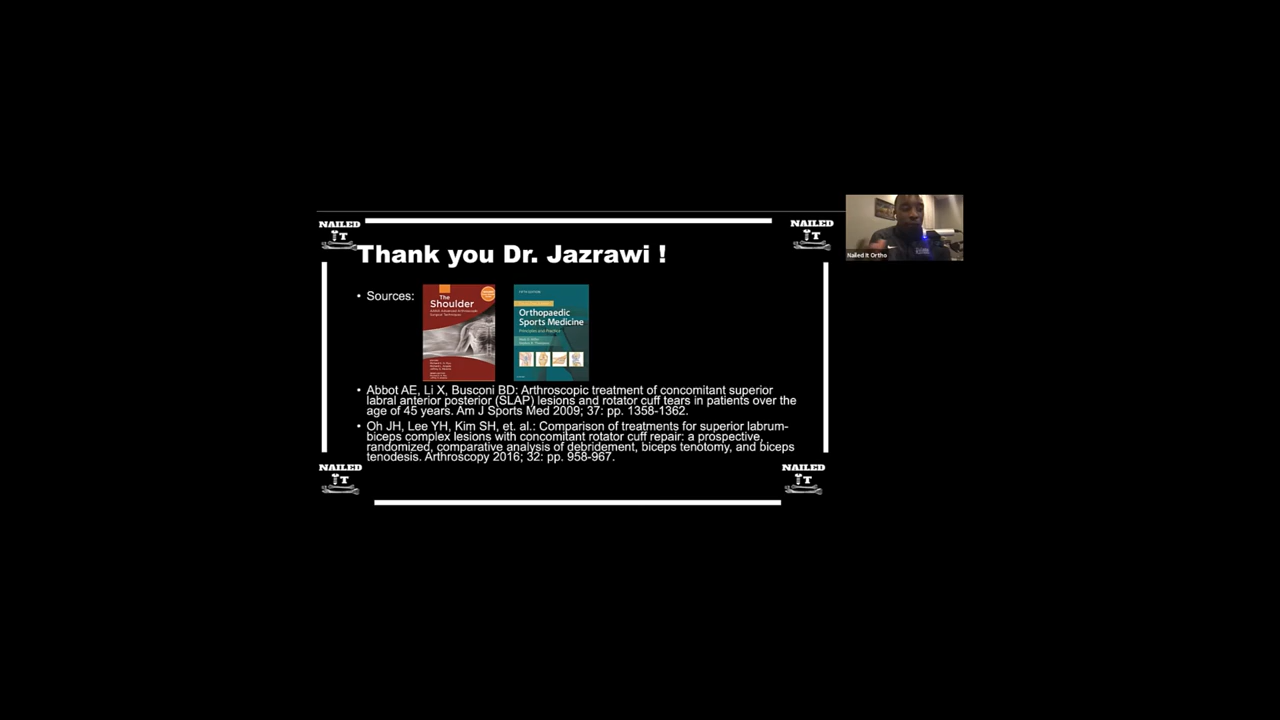 NAILED
IT
NAILED
IT
Thank you Dr. Jazrawi !
Nailed It Ortho
• Sources:
The
Shoulder
FIFTH EDITION
Orthopaedic
Sports Medicine
Principles and Practice
• Abbot AE, Li X, Busconi BD: Arthroscopic treatment of concomitant superior
labral anterior posterior (SLAP) lesions and rotator cuff tears in patients over the
age of 45 years. Am J Sports Med 2009; 37: pp. 1358-1362.
• Oh JH, Lee YH, Kim SH, et. al.: Comparison of treatments for superior labrum-
biceps complex lesions with concomitant rotator cuff repair: a prospective,
randomized, comparative analysis of debridement, biceps tenotomy, and biceps
tenodesis. Arthroscopy 2016; 32: pp. 958-967.
NAILED
IT
NAILED
IT